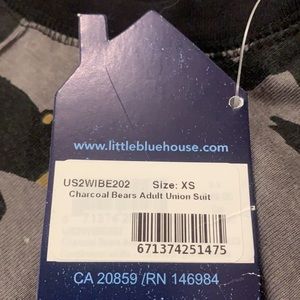 www.littlebluehouse.com
US2WIBE202 Size: XS
Charcoal Bears Adult Union Suit
671374251475
CA 20859 /RN 146984